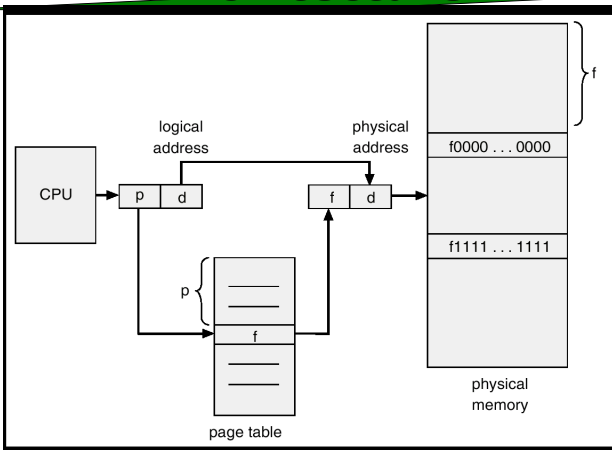 logical
address
physical
address
f
f0000 . . . 0000
CPU
p
d
f
d
f1111 . . . 1111
p
f
physical
memory
page table